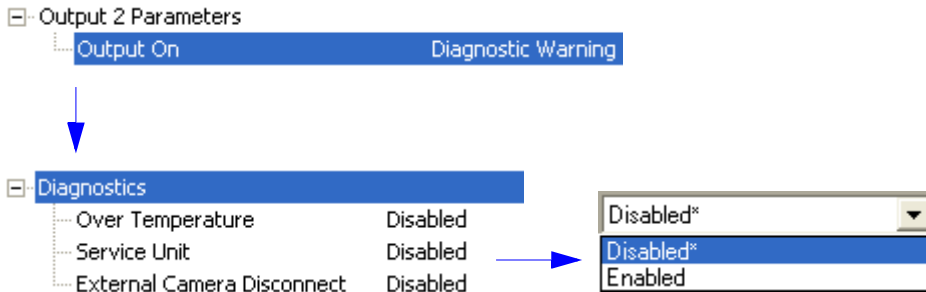 Output 2 Parameters
Output On Diagnostic Warning
Diagnostics
Over Temperature Disabled
Service Unit Disabled
External Camera Disconnect Disabled
Disabled*
Disabled*
Enabled